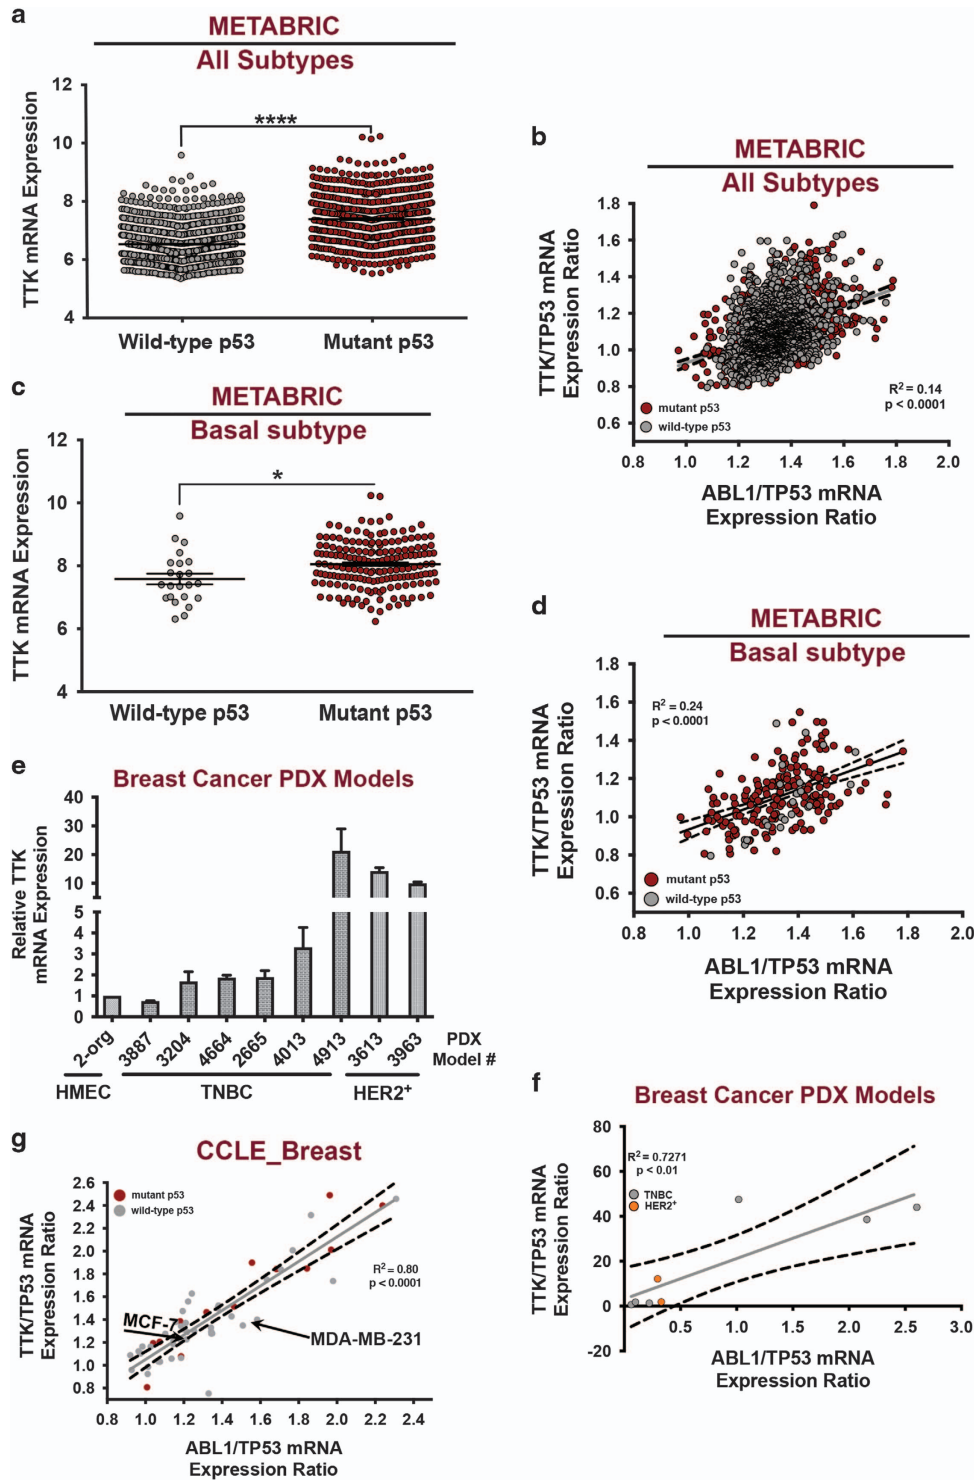 a
METABRIC
All Subtypes
TTK mRNA Expression
12
10
8
6
4
****
Wild-type p53
Mutant p53
b
METABRIC
All Subtypes
TTK/TP53 mRNA
Expression Ratio
1.8
1.6
1.4
1.2
1.0
0.8
0.6
R² = 0.14
p < 0.0001
mutant p53
wild-type p53
0.8 1.0 1.2 1.4 1.6 1.8 2.0
ABL1/TP53 mRNA
Expression Ratio
c
METABRIC
Basal subtype
TTK mRNA Expression
12
10
8
6
4
*
Wild-type p53
Mutant p53
d
METABRIC
Basal subtype
TTK/TP53 mRNA
Expression Ratio
1.8
1.6
1.4
1.2
1.0
0.8
0.6
R² = 0.24
p < 0.0001
mutant p53
wild-type p53
0.8 1.0 1.2 1.4 1.6 1.8 2.0
ABL1/TP53 mRNA
Expression Ratio
e
Breast Cancer PDX Models
Relative TTK
mRNA Expression
40
30
20
10
5
4
3
2
1
0
2-org 3887 3204 4664 2665 4013 4913 3613 3963
PDX
Model #
HMEC
TNBC
HER2⁺
f
Breast Cancer PDX Models
TTK/TP53 mRNA
Expression Ratio
80
60
40
20
0
-20
R² = 0.7271
p < 0.01
TNBC
HER2⁺
0.5 1.0 1.5 2.0 2.5 3.0
ABL1/TP53 mRNA
Expression Ratio
g
CCLE_Breast
TTK/TP53 mRNA
Expression Ratio
2.6
2.4
2.2
2.0
1.8
1.6
1.4
1.2
1.0
0.8
mutant p53
wild-type p53
R² = 0.80
p < 0.0001
MCF-7
MDA-MB-231
0.8 1.0 1.2 1.4 1.6 1.8 2.0 2.2 2.4
ABL1/TP53 mRNA
Expression Ratio